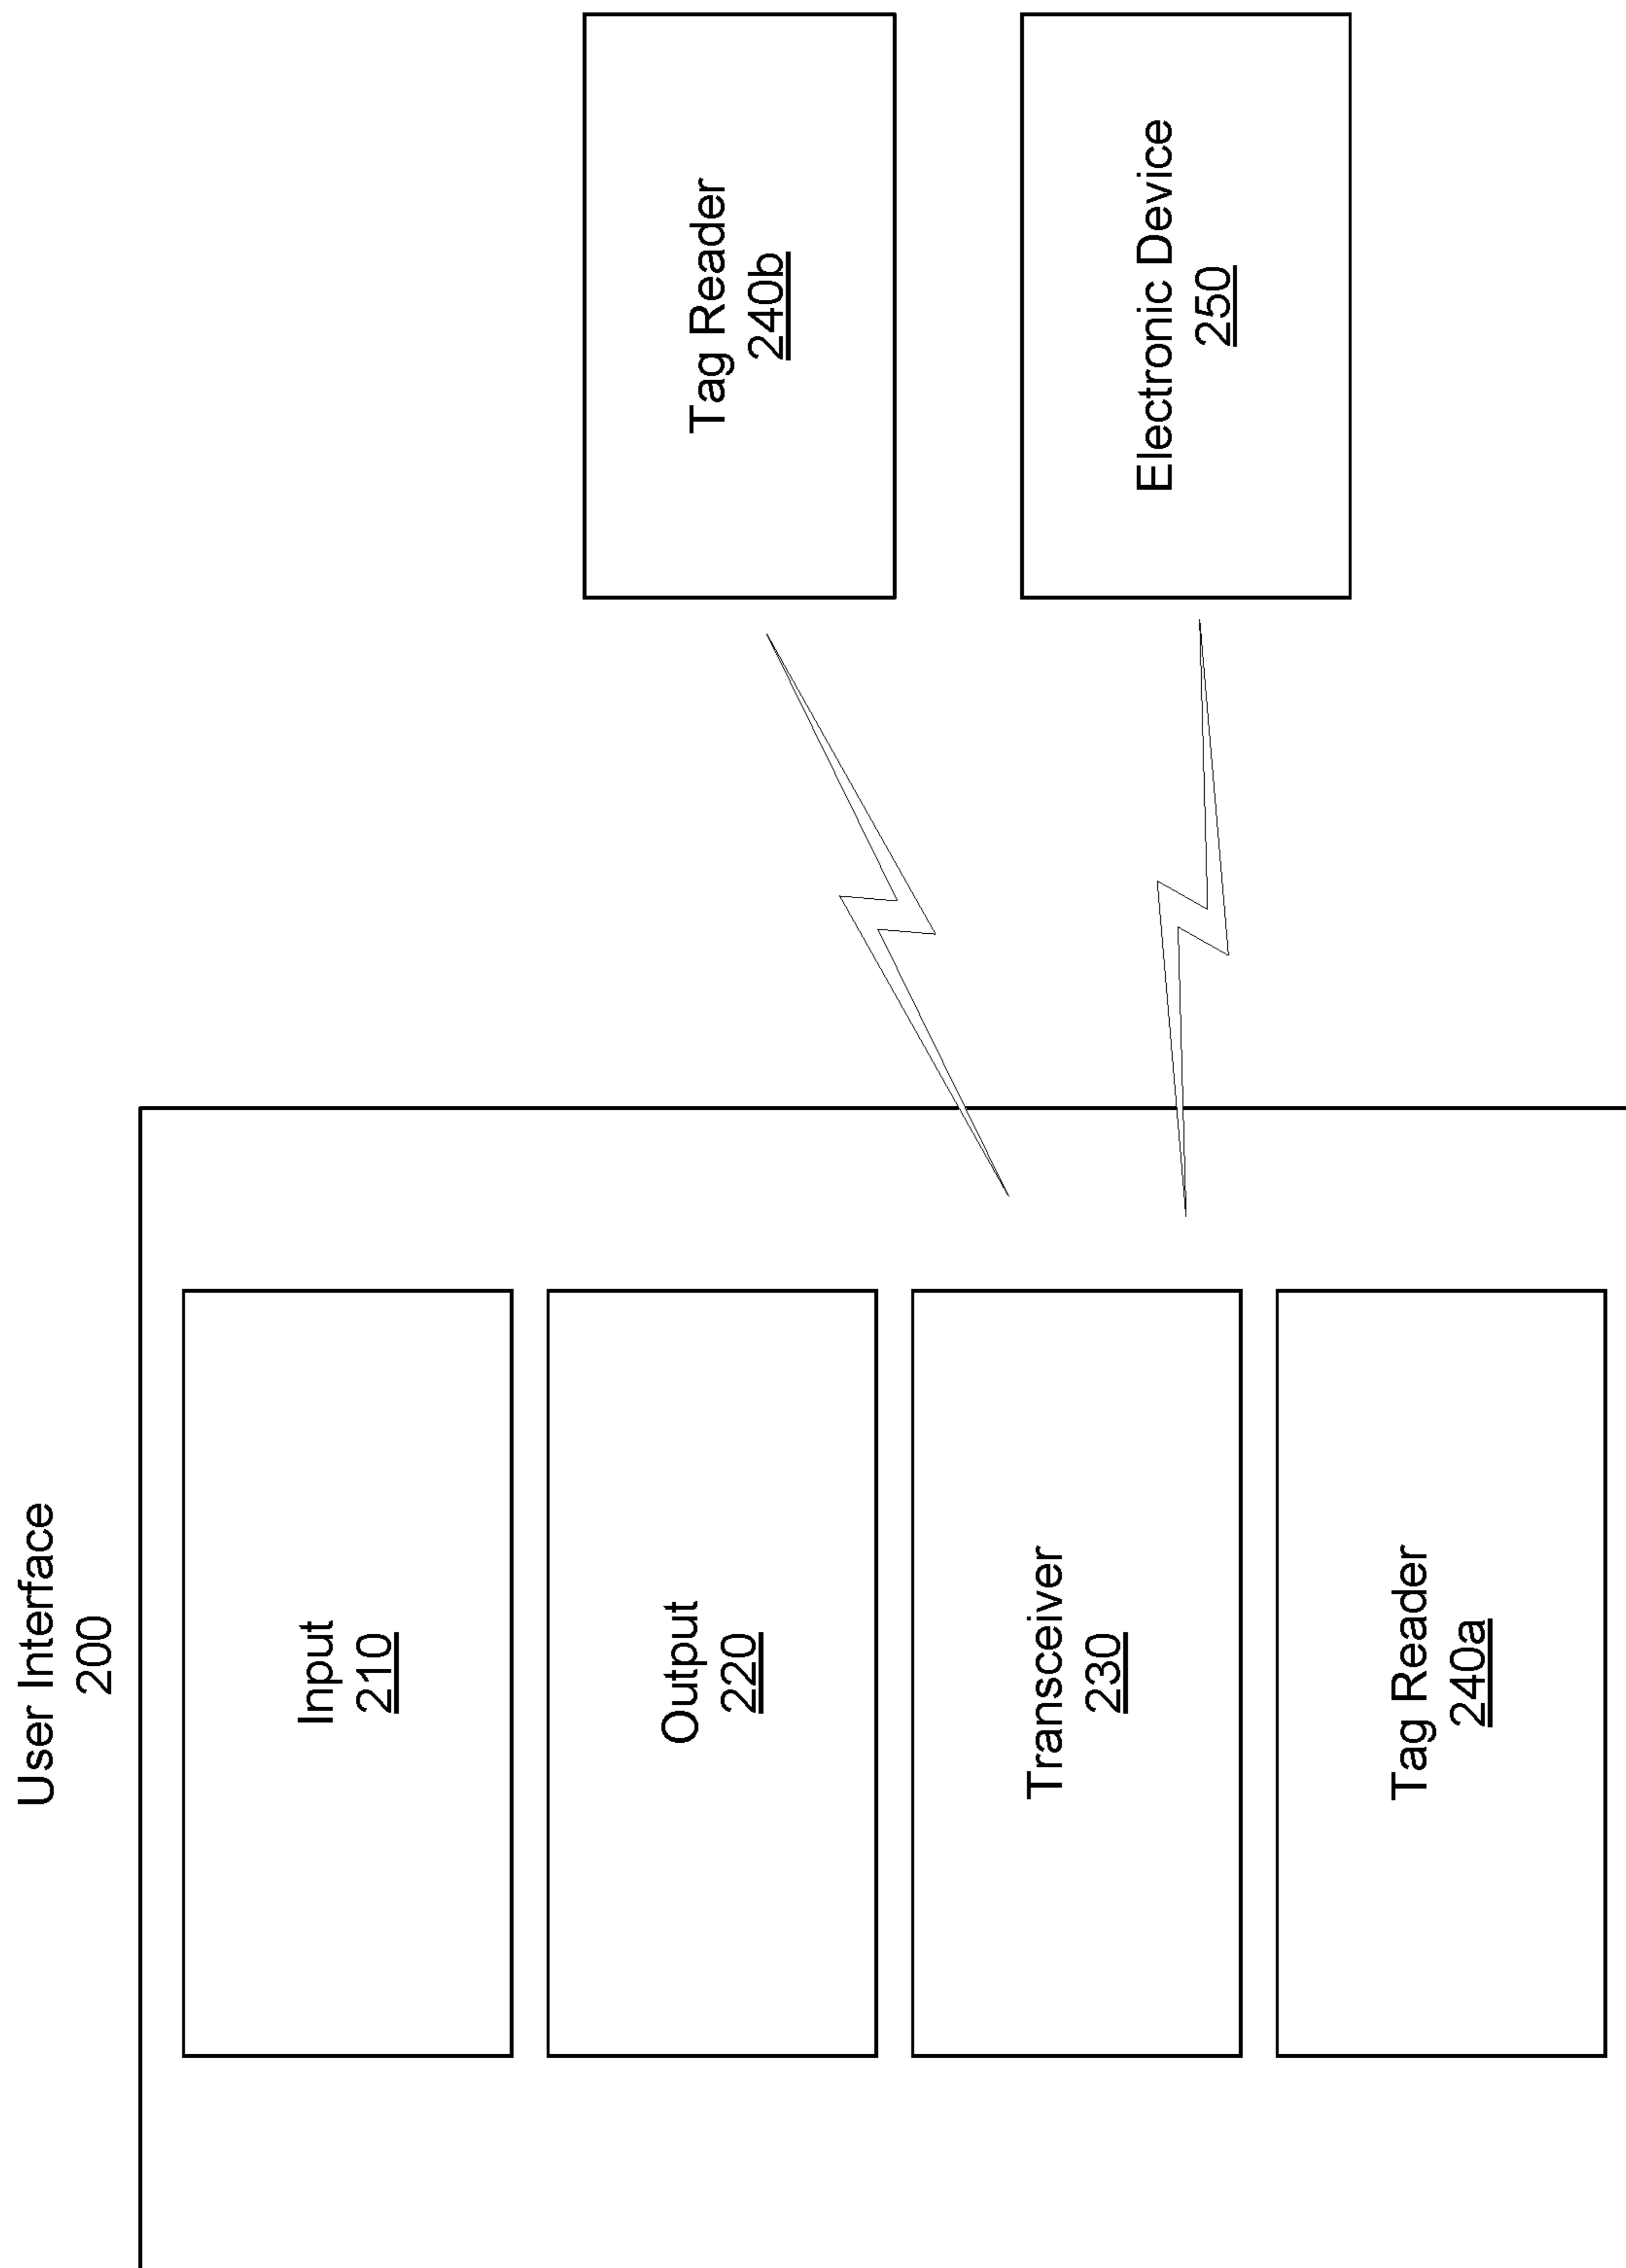 User Interface
200
Input
210
Output
220
Transceiver
230
Tag Reader
240a
Tag Reader
240b
Electronic Device
250